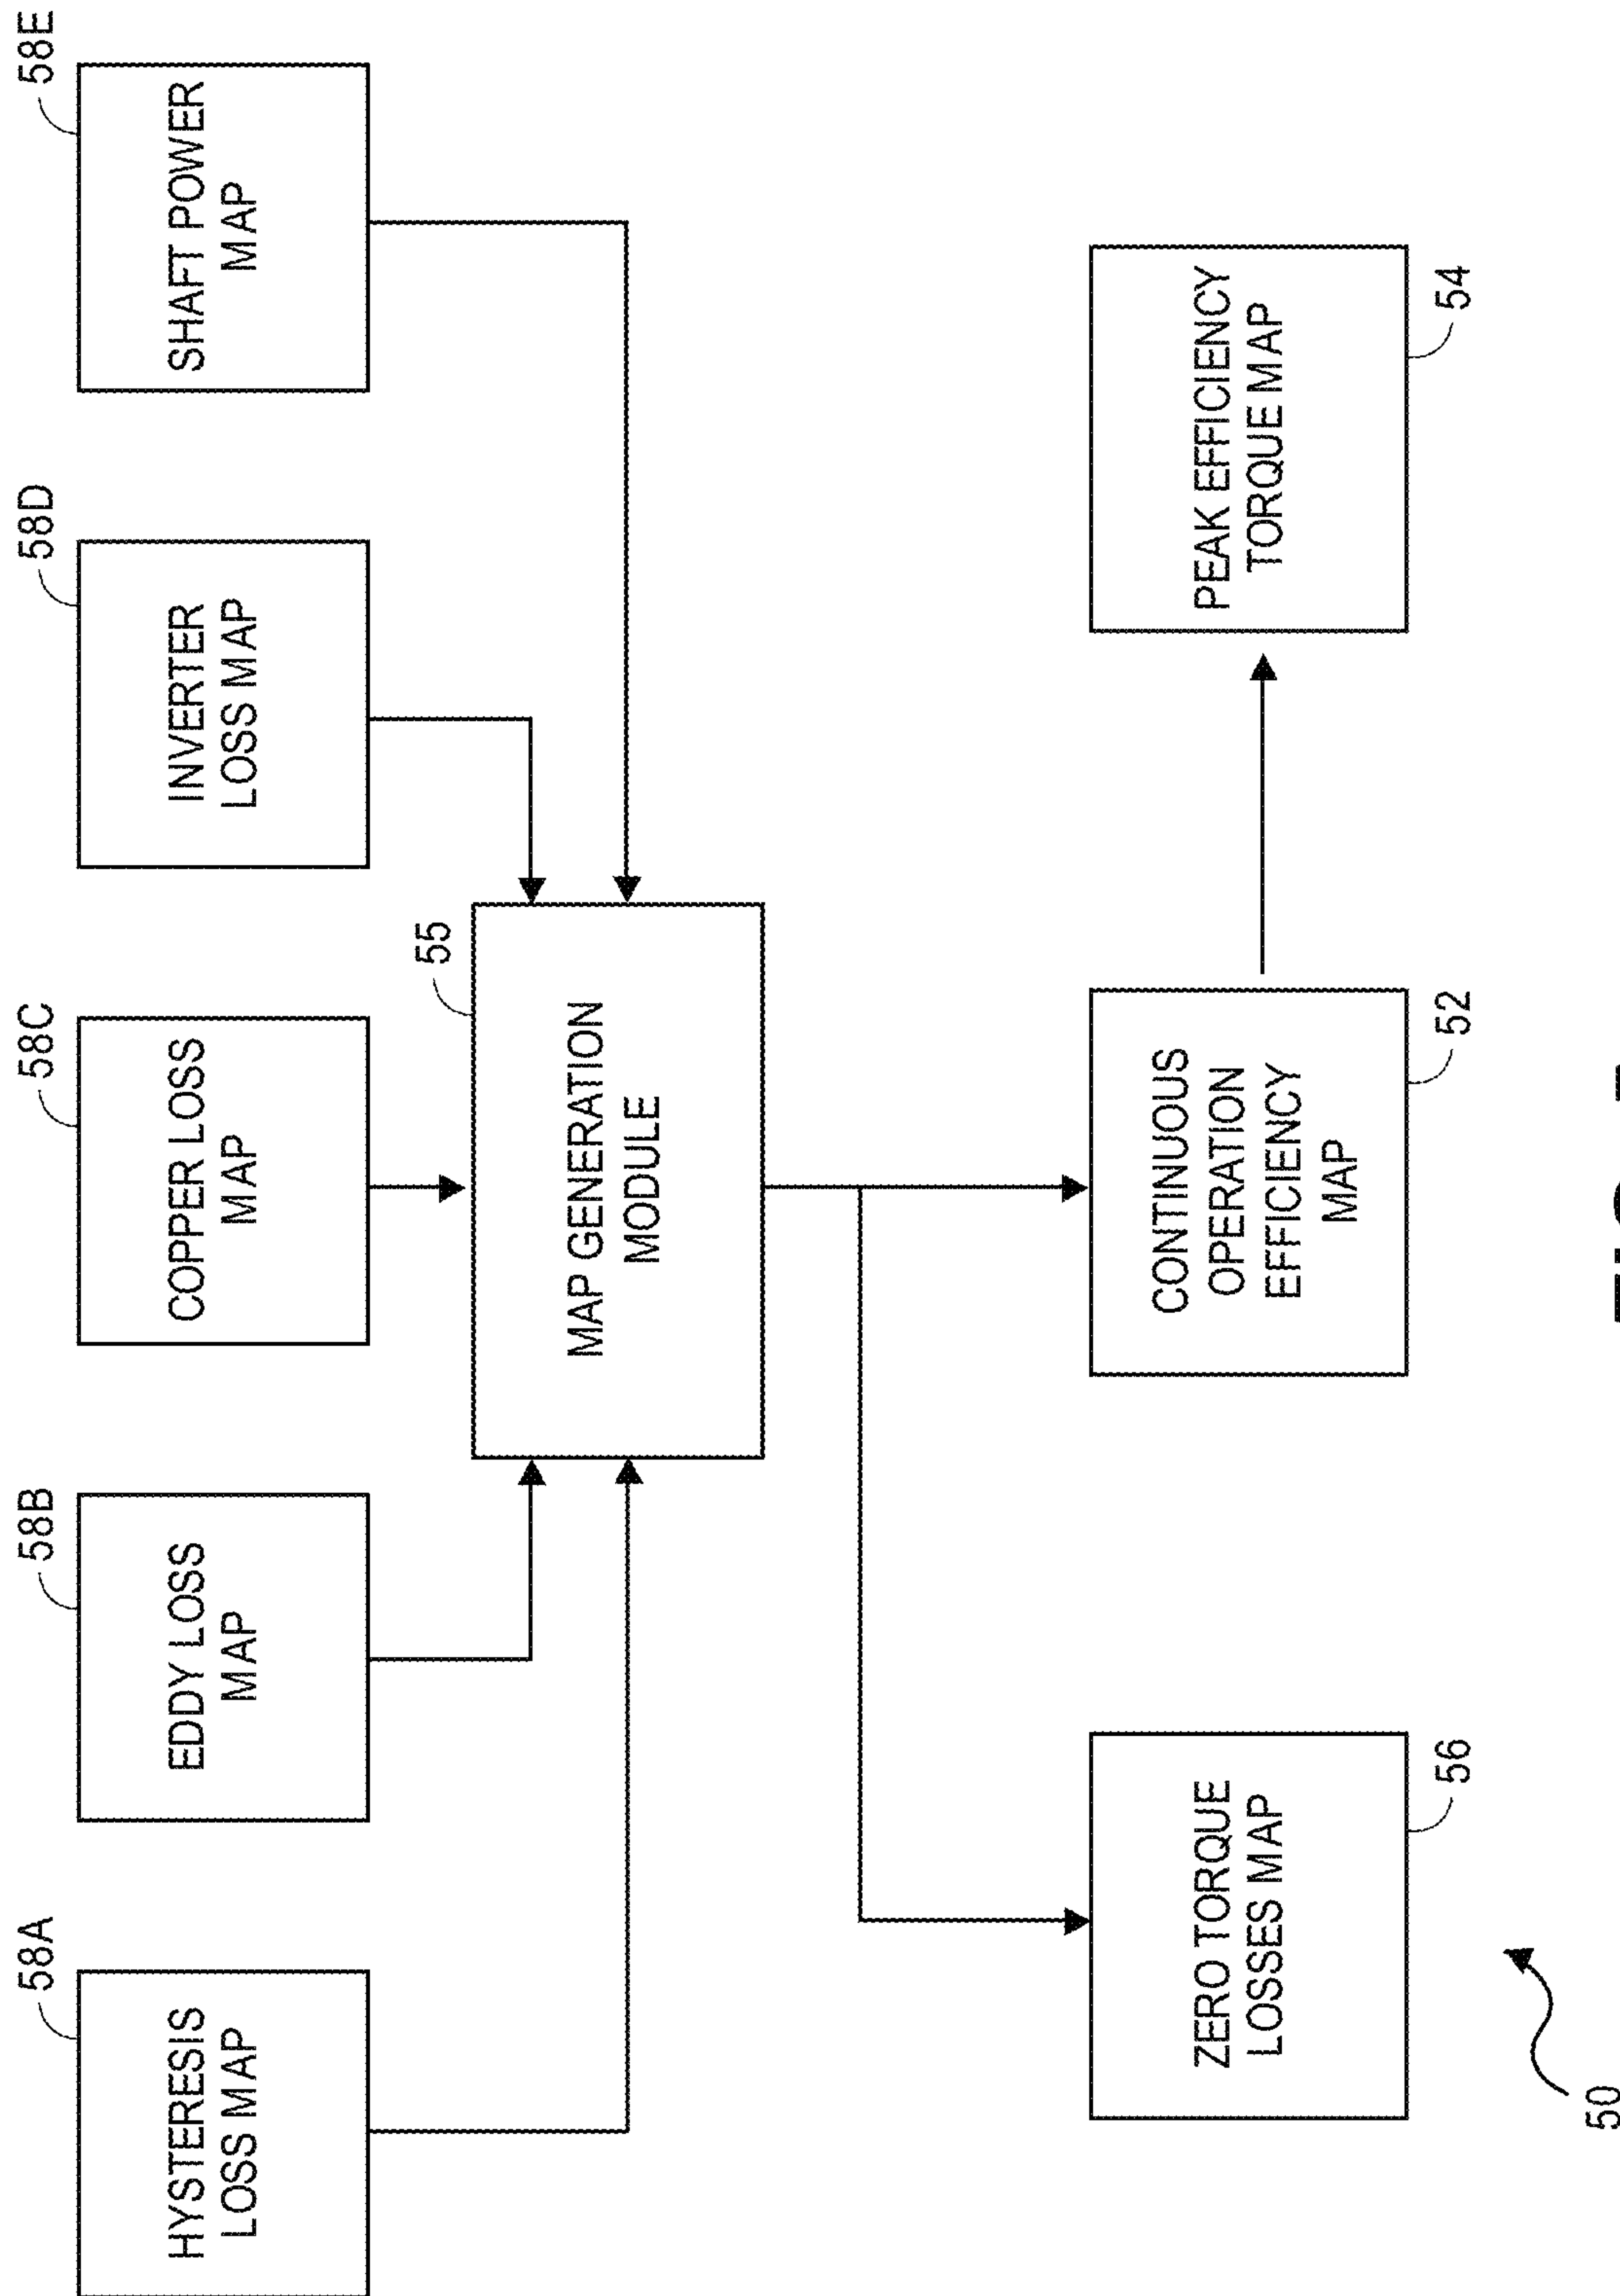 58A
HYSTERESIS
LOSS MAP
58B
EDDY LOSS
MAP
58C
COPPER LOSS
MAP
58D
INVERTER
LOSS MAP
58E
SHAFT POWER
MAP
55
MAP GENERATION
MODULE
ZERO TORQUE
LOSSES MAP
56
CONTINUOUS
OPERATION
EFFICIENCY
MAP
52
PEAK EFFICIENCY
TORQUE MAP
54
50